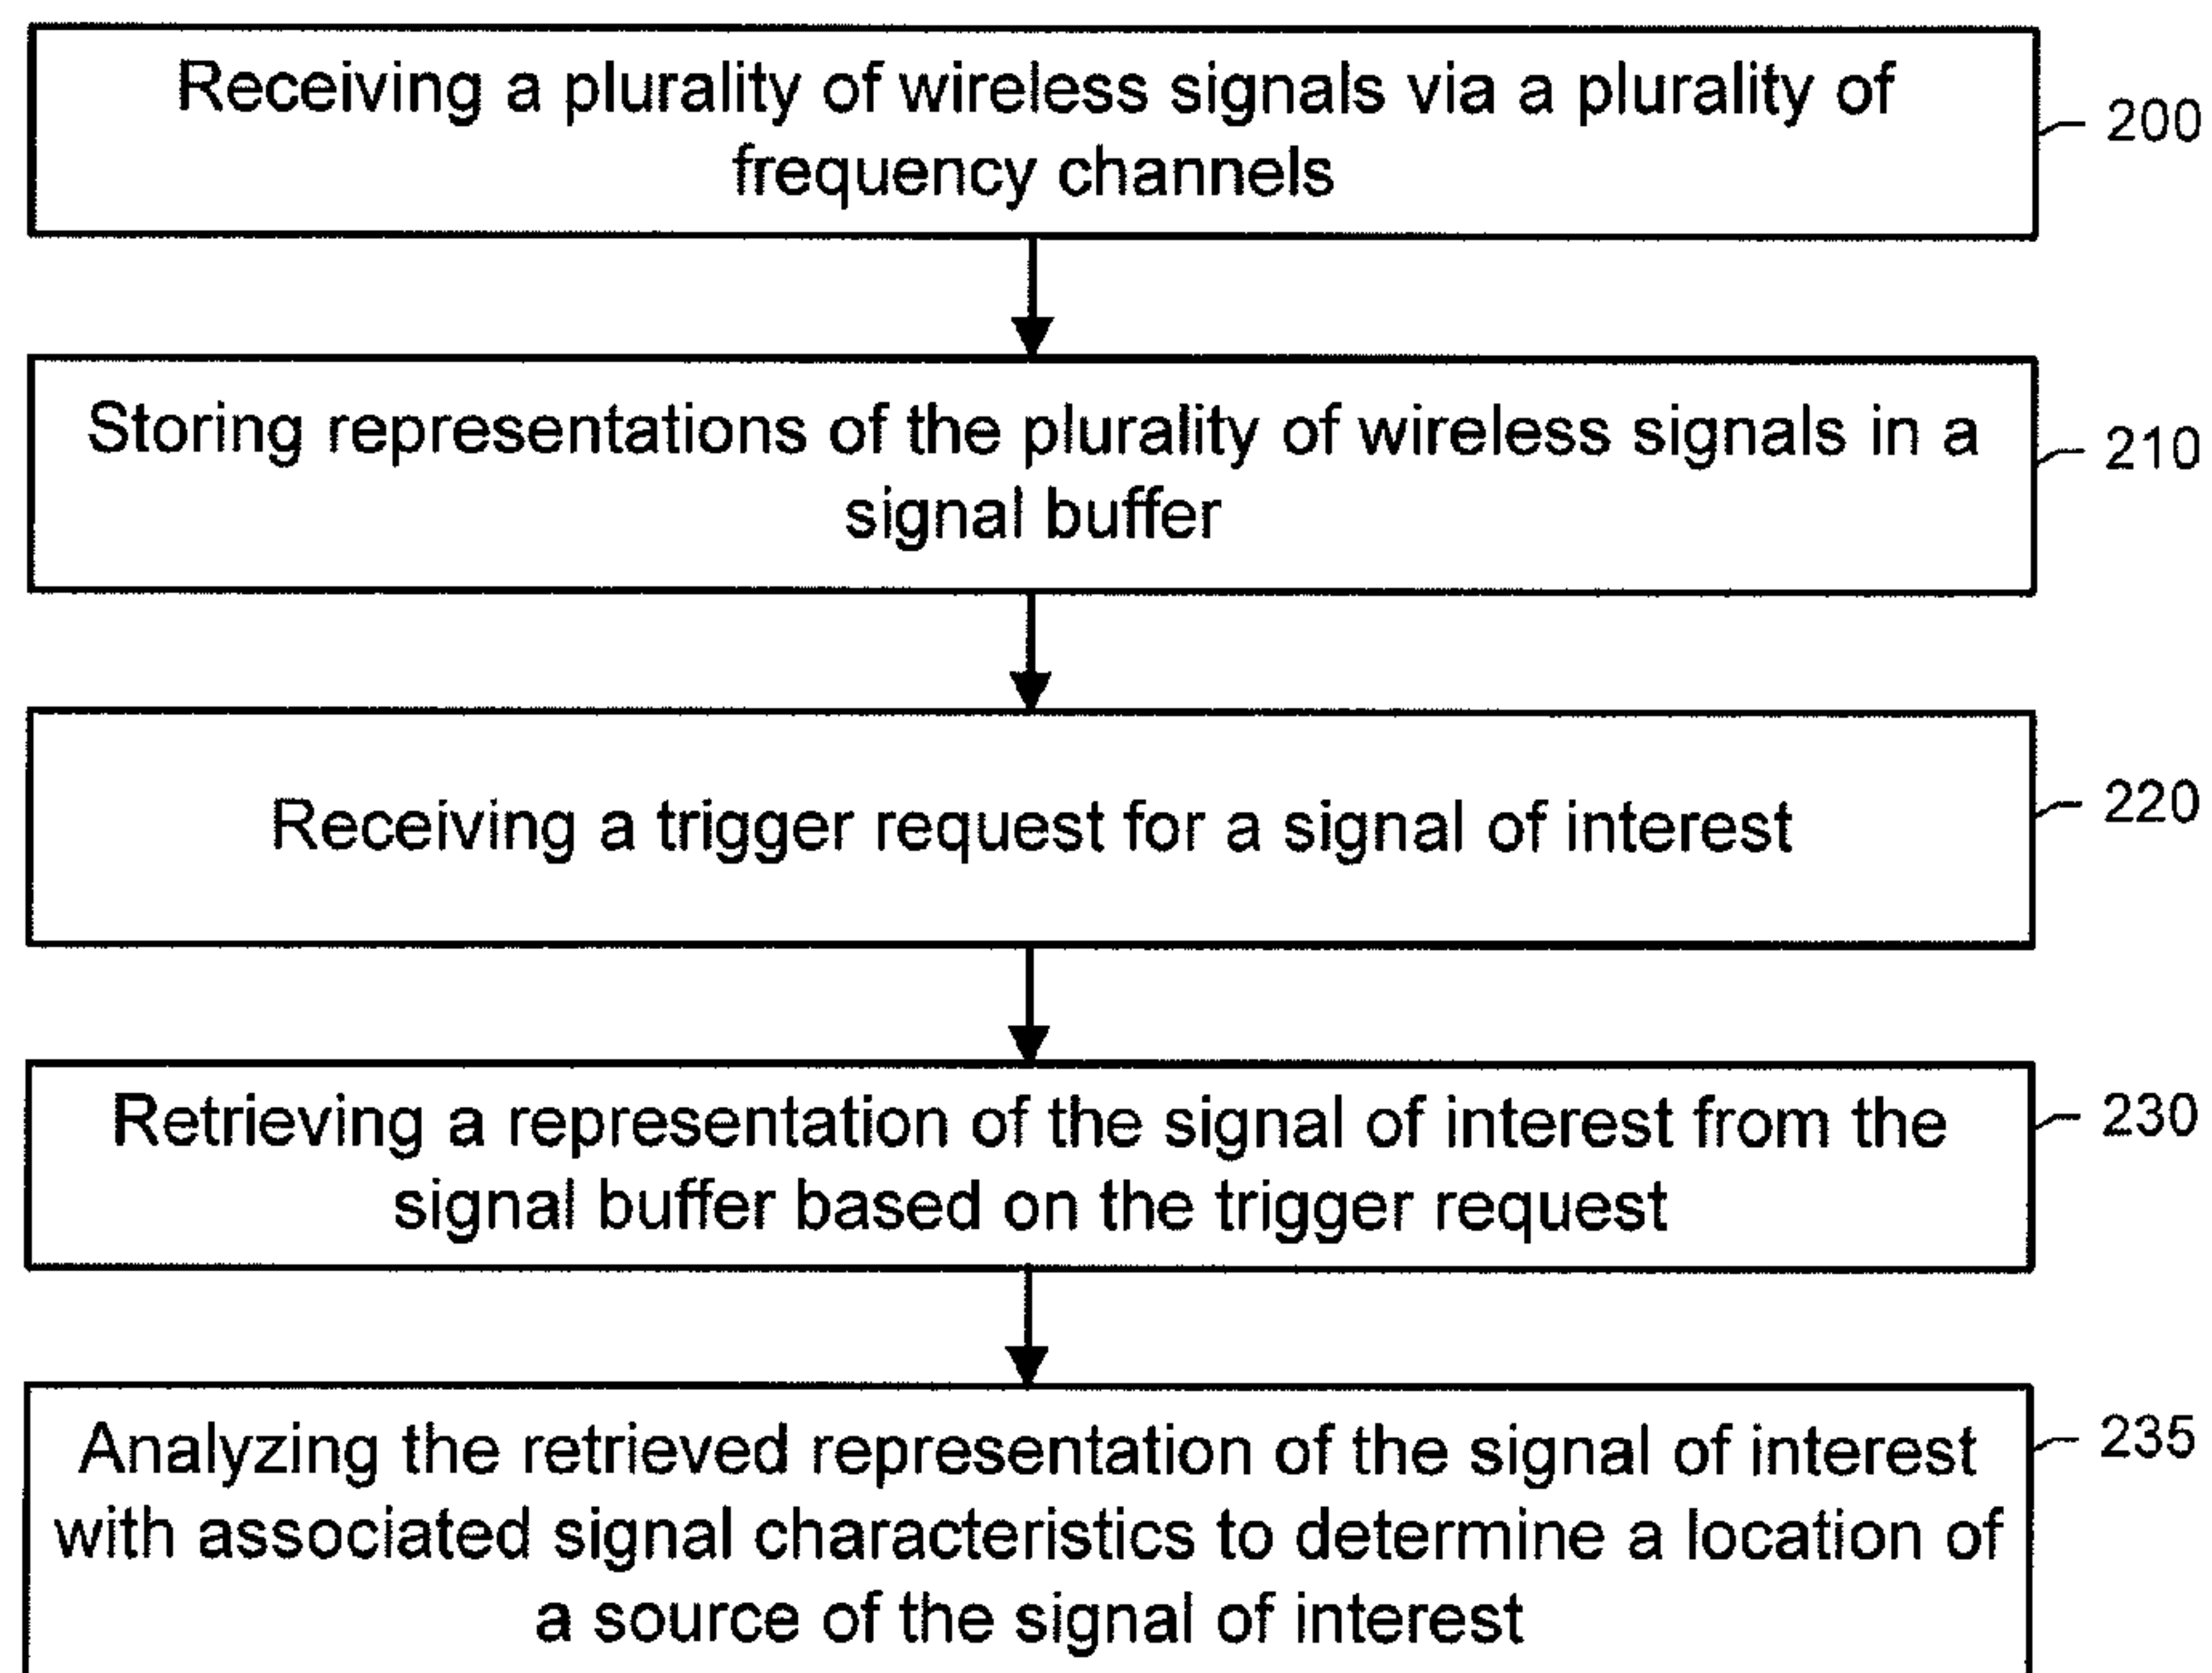 Receiving a plurality of wireless signals via a plurality of
frequency channels
200
Storing representations of the plurality of wireless signals in a
signal buffer
210
Receiving a trigger request for a signal of interest
220
Retrieving a representation of the signal of interest from the
signal buffer based on the trigger request
230
Analyzing the retrieved representation of the signal of interest
with associated signal characteristics to determine a location of
a source of the signal of interest
235